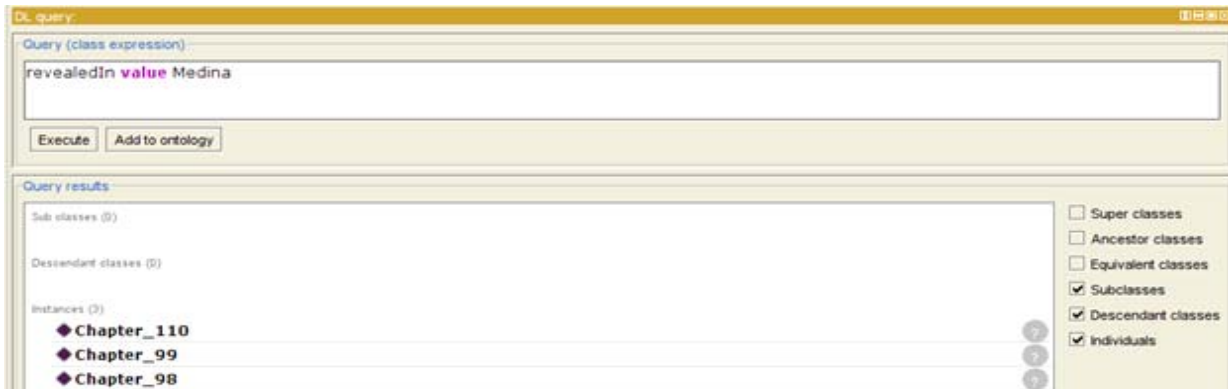 DL query:
Query (class expression)
revealedIn value Medina
Execute
Add to ontology
Query results
Sub classes (0)
Descendant classes (0)
Instances (3)
Chapter_110
?
Chapter_99
?
Chapter_98
?
Super classes
Ancestor classes
Equivalent classes
Subclasses
Descendant classes
Individuals